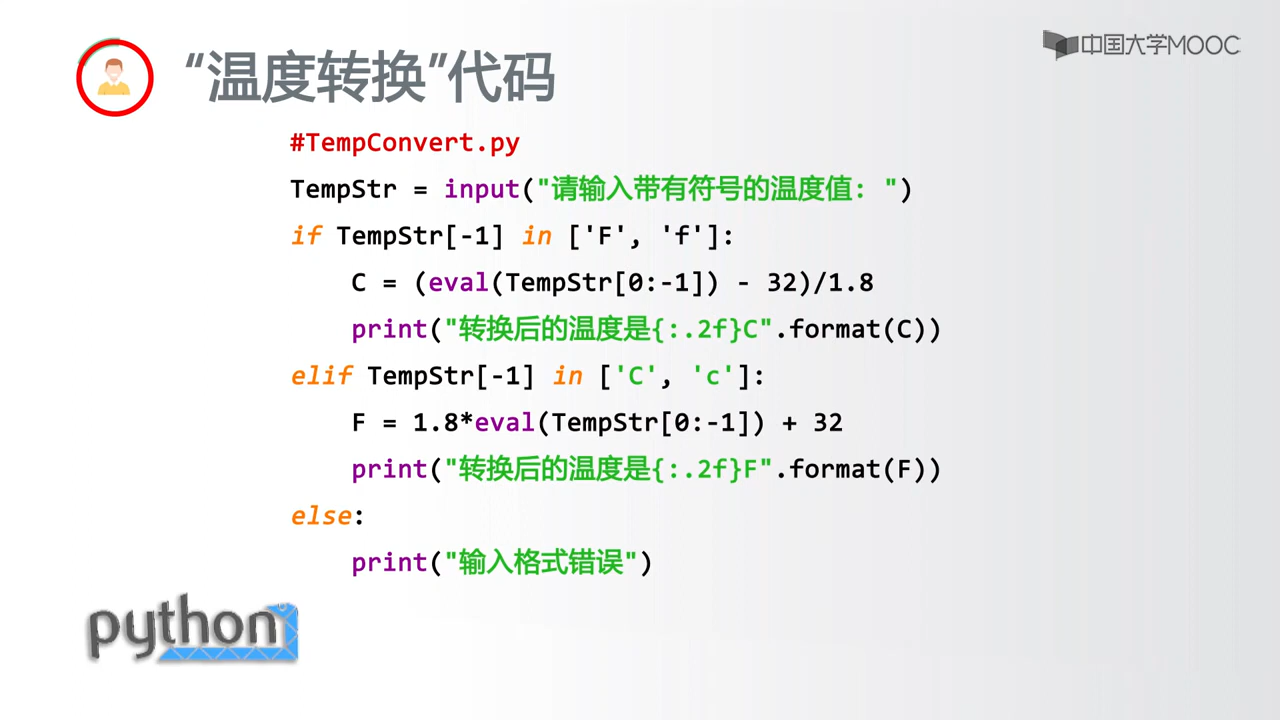 “温度转换”代码
中国大学MOOC
#TempConvert.py
TempStr = input("请输入带有符号的温度值: ")
if TempStr[-1] in ['F', 'f']:
    C = (eval(TempStr[0:-1]) - 32)/1.8
    print("转换后的温度是{:.2f}C".format(C))
elif TempStr[-1] in ['C', 'c']:
    F = 1.8*eval(TempStr[0:-1]) + 32
    print("转换后的温度是{:.2f}F".format(F))
else:
    print("输入格式错误")
python